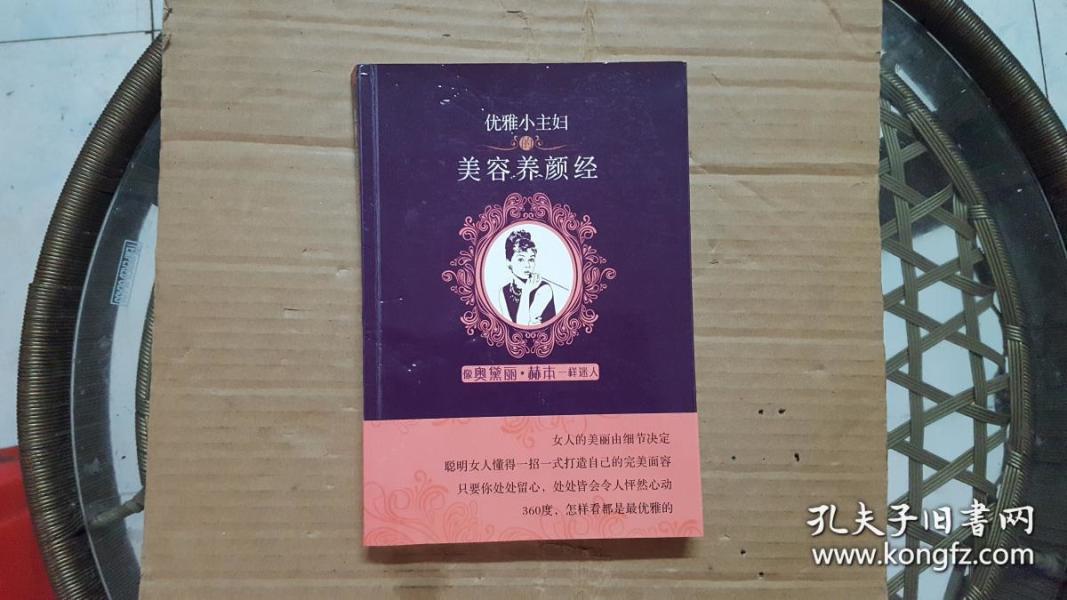 优雅小主妇
的
美容养颜经
像奥黛丽·赫本一样迷人
女人的美丽由细节决定
聪明女人懂得一招一式打造自己的完美面容
只要你处处留心，处处皆会令人怦然心动
360度，怎样看都是最优雅的
孔夫子旧書网
www.kongfz.com